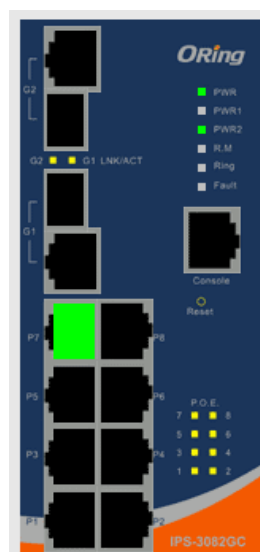 ORing
G2
PWR
PWR1
PWR2
R.M
Ring
Fault
G2 G1 LNK/ACT
G1
Console
Reset
P7 P8
P5 P6
P3 P4
P1 P2
P.O.E.
7 8
5 6
3 4
1 2
IPS-3082GC